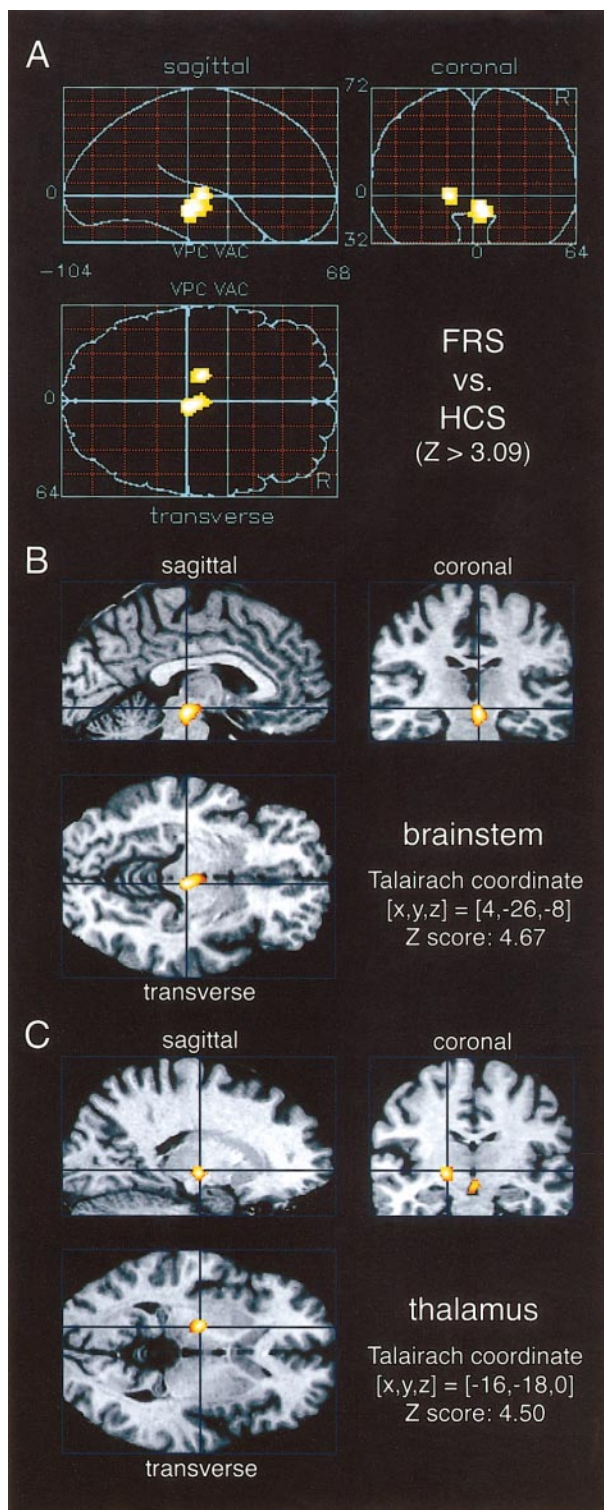 A
sagittal
coronal
72
R
0
0
32
VPC VAC
-104
68
0
64
VPC VAC
0
R
64
transverse
FRS
vs.
HCS
(Z > 3.09)
B
sagittal
coronal
transverse
brainstem
Talairach coordinate
[x,y,z] = [4,-26,-8]
Z score: 4.67
C
sagittal
coronal
transverse
thalamus
Talairach coordinate
[x,y,z] = [-16,-18,0]
Z score: 4.50